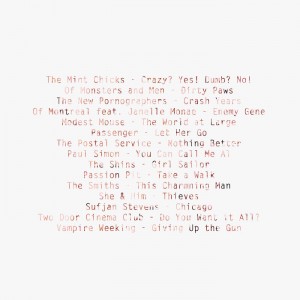 The Mint Chicks - Crazy? Yes! Dumb? No!
Of Monsters and Men - Dirty Paws
The New Pornographers - Crash Years
Of Montreal feat. Janelle Monae - Enemy Gene
Modest Mouse - The World at Large
Passenger - Let Her Go
The Postal Service - Nothing Better
Paul Simon - You Can Call Me Al
The Shins - Girl Sailor
Passion Pit - Take a Walk
The Smiths - This Charming Man
She & Him - Thieves
Sufjan Stevens - Chicago
Two Door Cinema Club - Do You Want it All?
Vampire Weeking - Giving Up the Gun